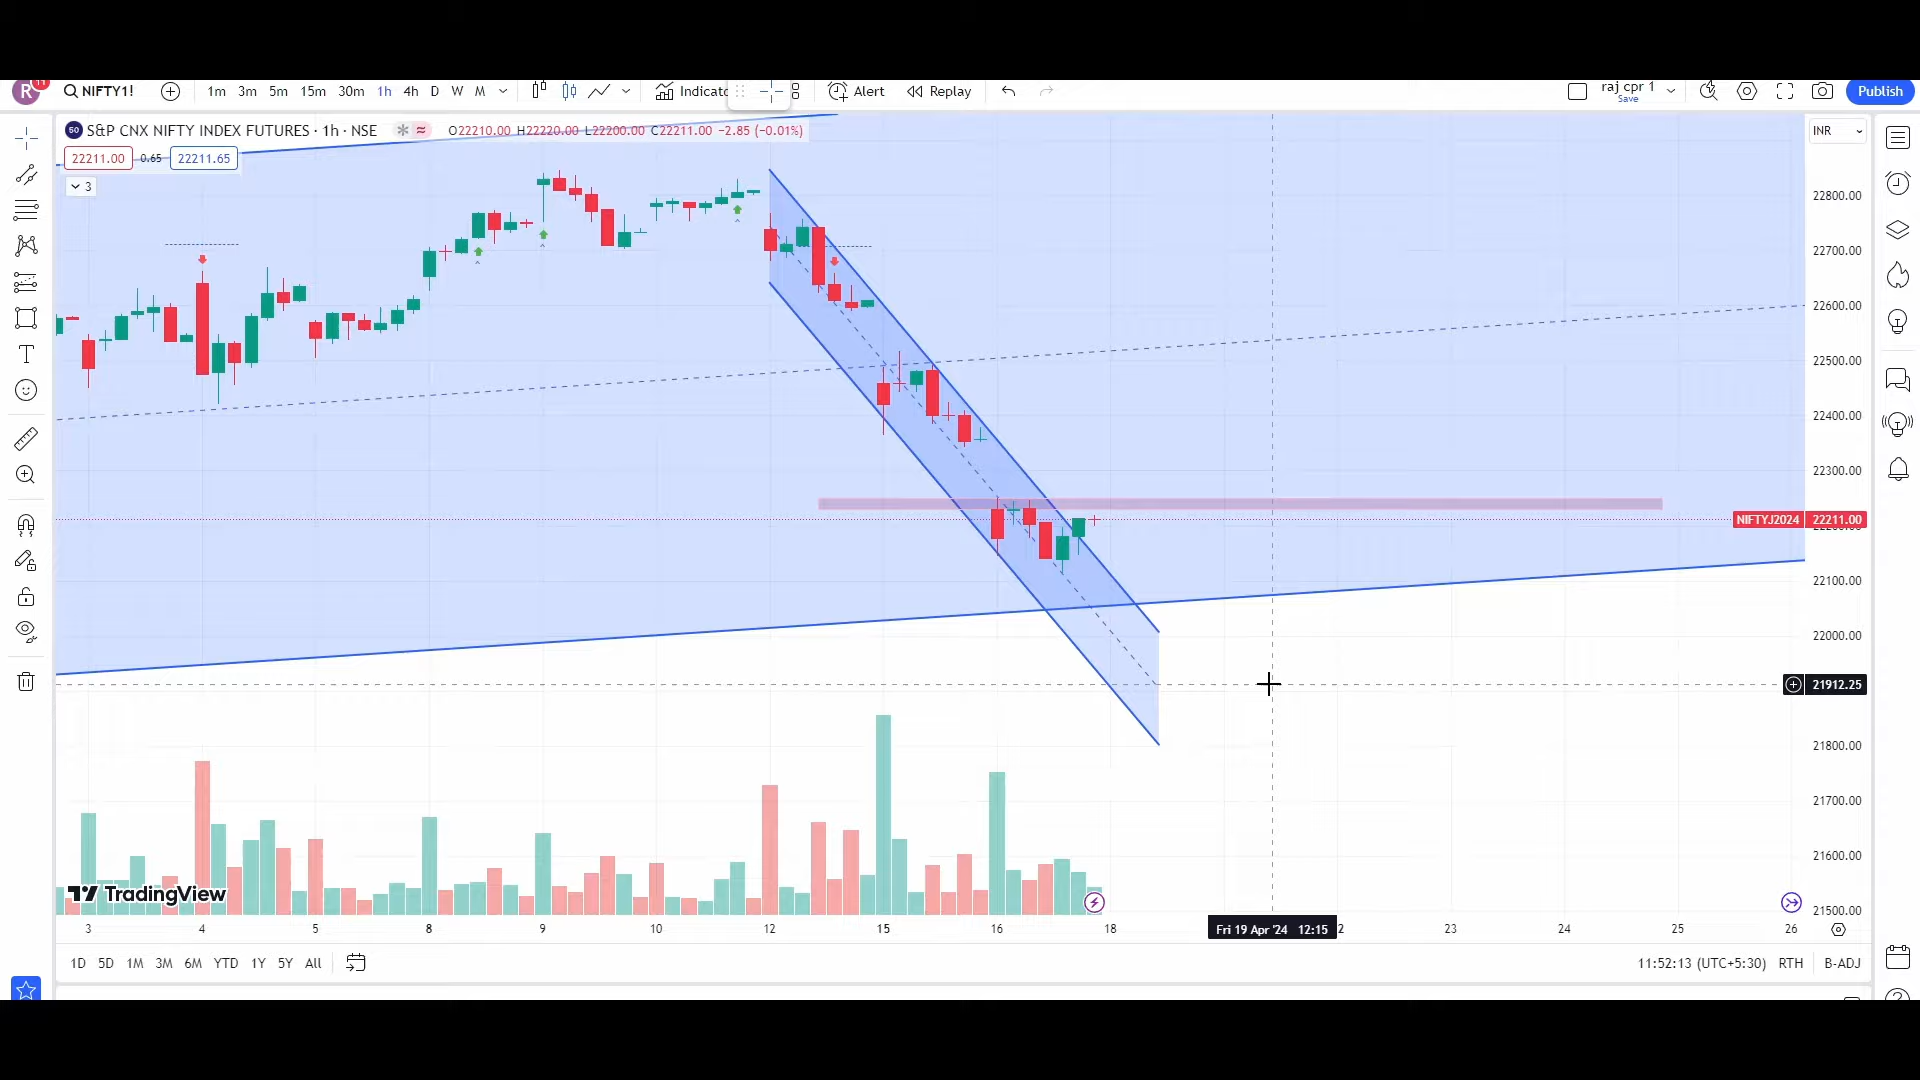 R 11 NIFTY1! 1m 3m 5m 15m 30m 1h 4h D W M Indicato Alert Replay raj cpr 1 Save Publish
50 S&P CNX NIFTY INDEX FUTURES · 1h · NSE O22210.00 H22220.00 L22200.00 C22211.00 −2.85 (−0.01%) INR
22211.00 0.65 22211.65
3
22800.00
22700.00
22600.00
22500.00
22400.00
22300.00
NIFTYJ2024 22211.00
22100.00
22000.00
21912.25
21800.00
21700.00
21600.00
TradingView
21500.00
3 4 5 8 9 10 12 15 16 18 Fri 19 Apr '24 12:15 2 23 24 25 26
1D 5D 1M 3M 6M YTD 1Y 5Y All 11:52:13 (UTC+5:30) RTH B-ADJ